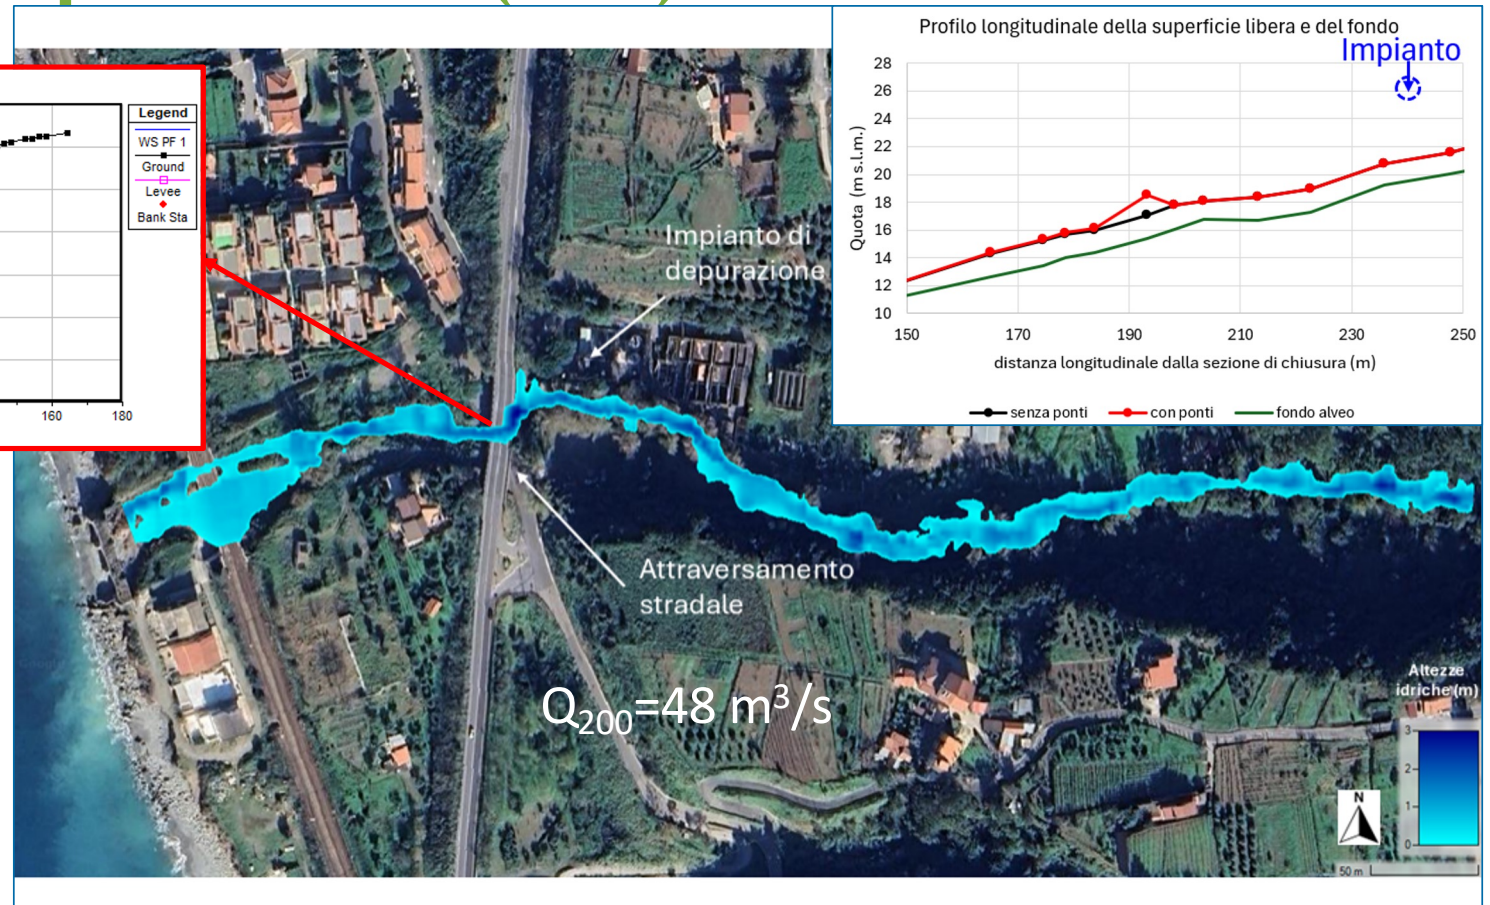 Profilo longitudinale della superficie libera e del fondo
Impianto
28
26
24
22
20
18
16
14
12
10
Quota (m s.l.m.)
150
170
190
210
230
250
distanza longitudinale dalla sezione di chiusura (m)
senza ponti
con ponti
fondo alveo
Legend
WS PF 1
Ground
Levee
Bank Sta
160
180
Impianto di
depurazione
Attraversamento
stradale
Q₂₀₀=48 m³/s
Altezze
idriche (m)
3
2
1
0
N
50 m